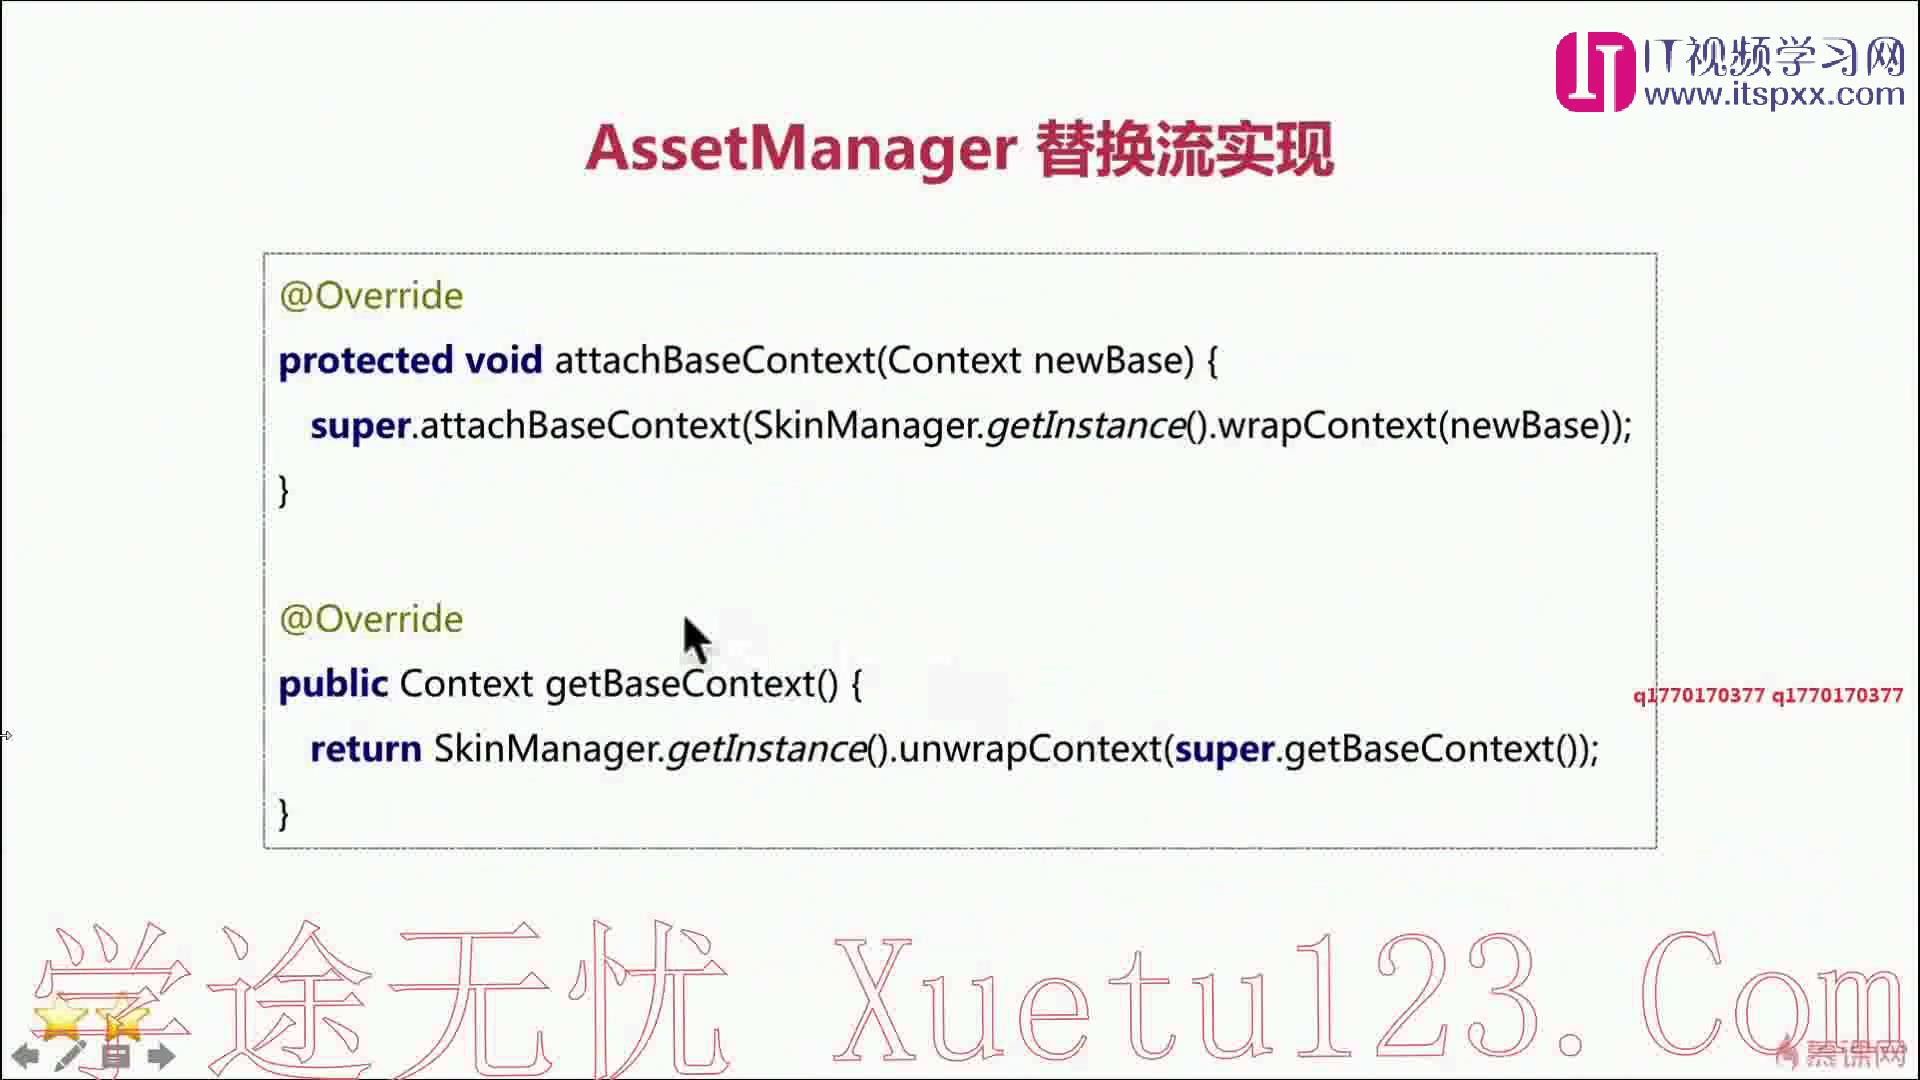 IT视频学习网
www.itspxx.com
AssetManager 替换流实现
@Override
protected void attachBaseContext(Context newBase) {
super.attachBaseContext(SkinManager.getInstance().wrapContext(newBase));
}
@Override
public Context getBaseContext() {
return SkinManager.getInstance().unwrapContext(super.getBaseContext());
}
q1770170377 q1770170377
学途无忧 Xuetu123.Com
慕课网